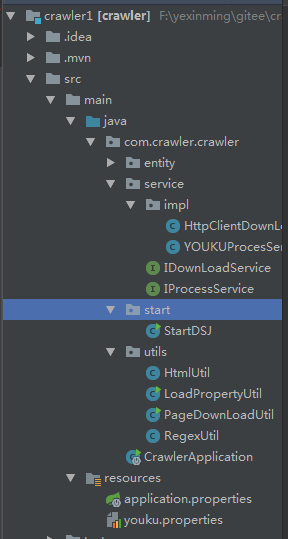 crawler1 [crawler] F:\yexinming\gitee\cr
.idea
.mvn
src
main
java
com.crawler.crawler
entity
service
impl
HttpClientDownL
YOUKUProcesSer
IDownLoadService
IProcessService
start
StartDSJ
utils
HtmlUtil
LoadPropertyUtil
PageDownLoadUtil
RegexUtil
CrawlerApplication
resources
application.properties
youku.properties